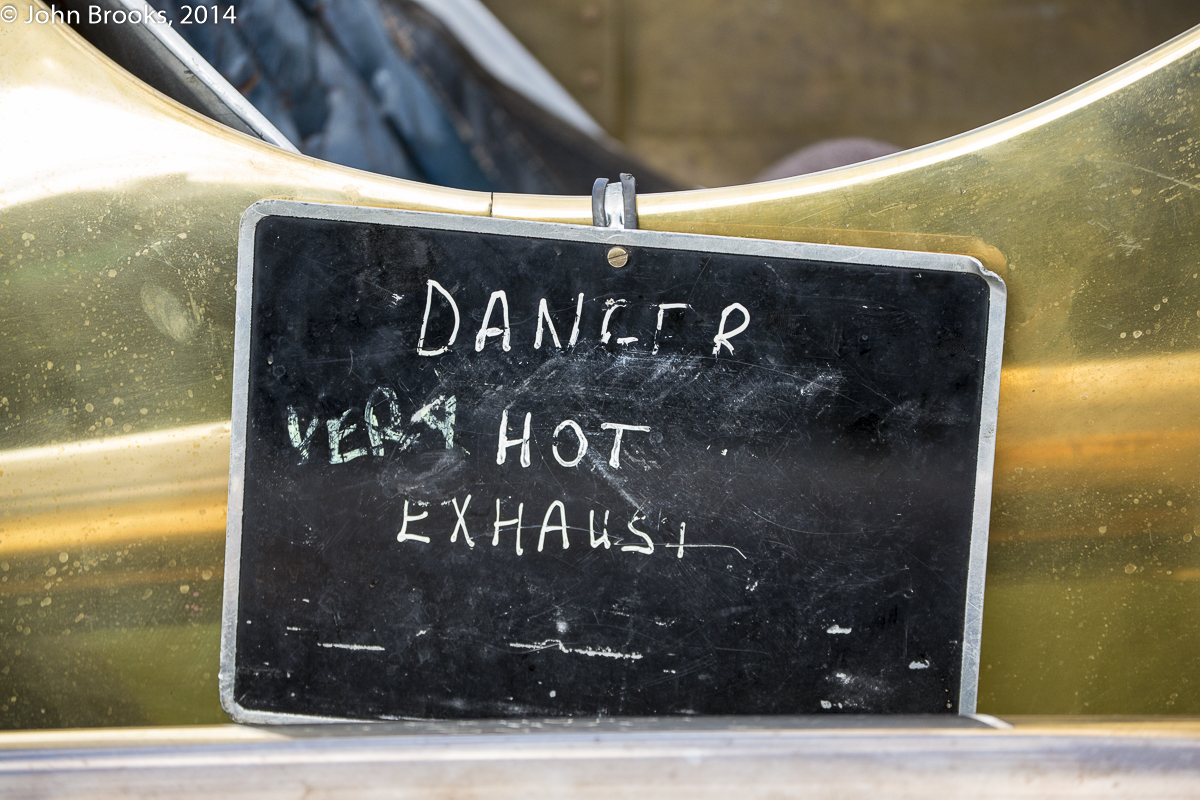 © John Brooks, 2014
DANGER
VERY HOT
EXHAUST